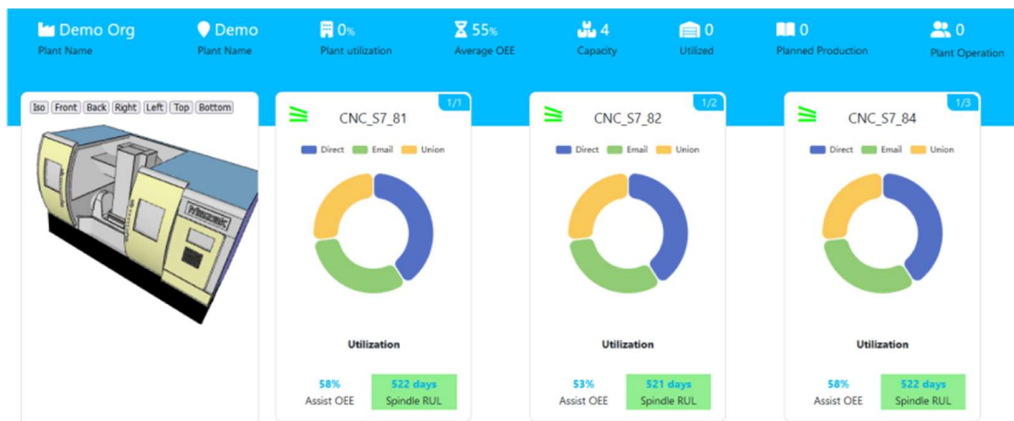 Demo Org
Plant Name
Demo
Plant Name
0%
Plant utilization
55%
Average OEE
4
Capacity
0
Utilized
0
Planned Production
0
Plant Operation
Iso Front Back Right Left Top Bottom
1/1
CNC_S7_81
Direct Email Union
Utilization
58%
Assist OEE
522 days
Spindle RUL
1/2
CNC_S7_82
Direct Email Union
Utilization
53%
Assist OEE
521 days
Spindle RUL
1/3
CNC_S7_84
Direct Email Union
Utilization
58%
Assist OEE
522 days
Spindle RUL